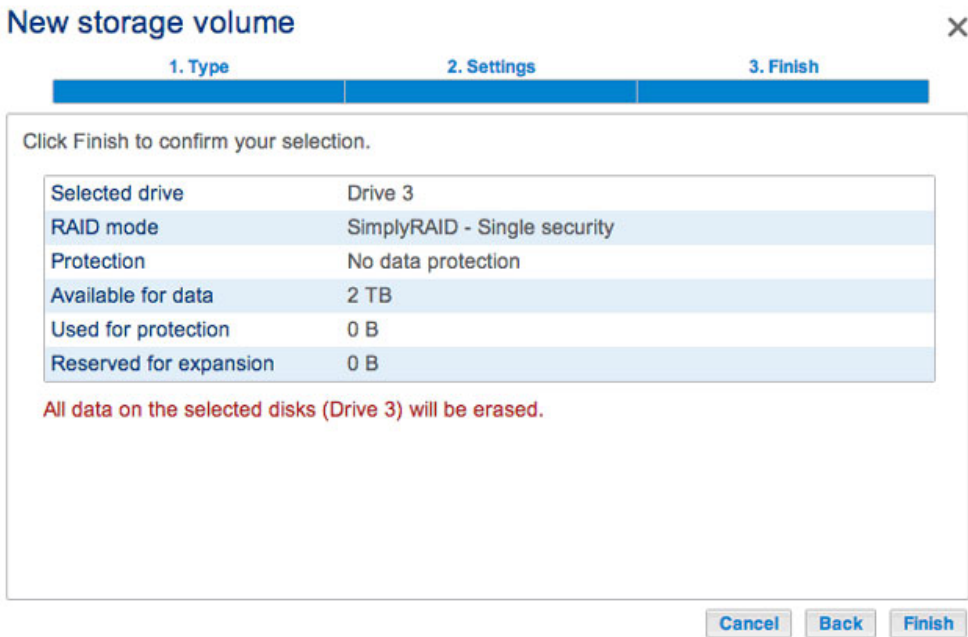 New storage volume
1. Type 2. Settings 3. Finish
Click Finish to confirm your selection.
Selected drive Drive 3
RAID mode SimplyRAID - Single security
Protection No data protection
Available for data 2 TB
Used for protection 0 B
Reserved for expansion 0 B
All data on the selected disks (Drive 3) will be erased.
Cancel Back Finish